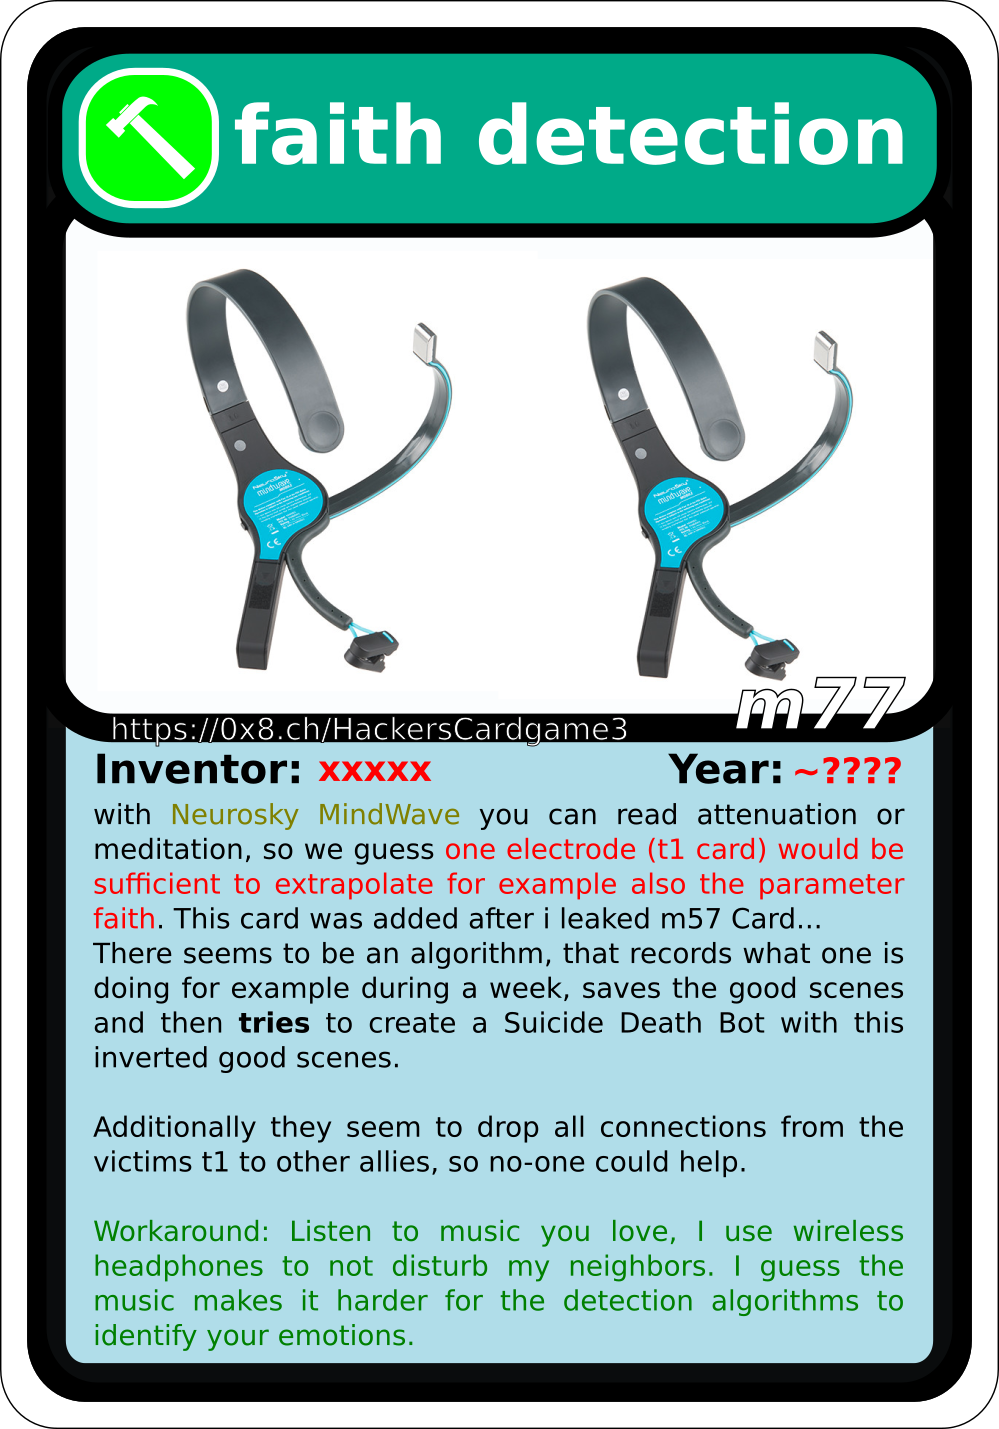 faith detection
NeuroSky
mindwave
NeuroSky
mindwave
m77
https://0x8.ch/HackersCardgame3
Inventor: xxxxx Year: ~????
with Neurosky MindWave you can read attenuation or
meditation, so we guess one electrode (t1 card) would be
sufficient to extrapolate for example also the parameter
faith. This card was added after i leaked m57 Card...
There seems to be an algorithm, that records what one is
doing for example during a week, saves the good scenes
and then tries to create a Suicide Death Bot with this
inverted good scenes.
Additionally they seem to drop all connections from the
victims t1 to other allies, so no-one could help.
Workaround: Listen to music you love, I use wireless
headphones to not disturb my neighbors. I guess the
music makes it harder for the detection algorithms to
identify your emotions.